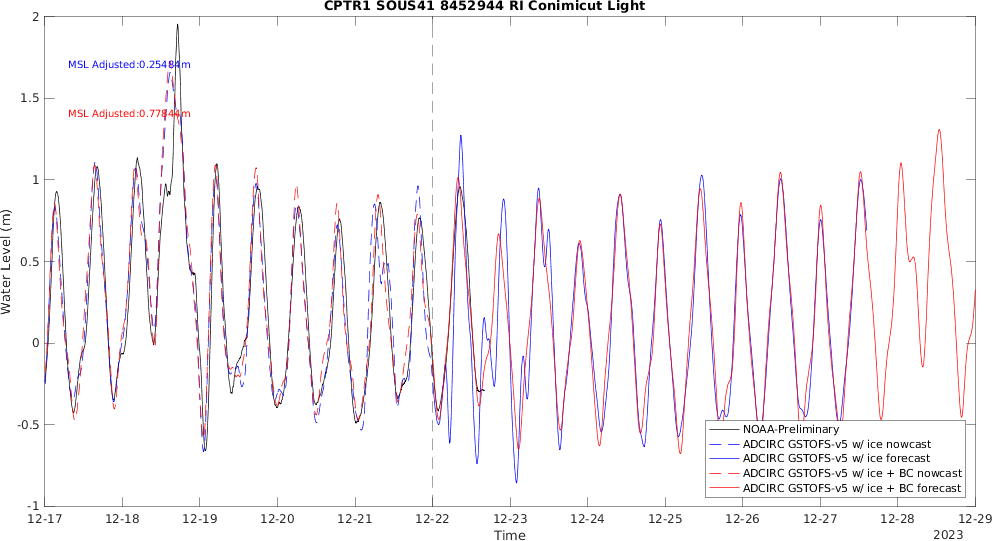 CPTR1 SOUS41 8452944 RI Conimicut Light
2
1.5
1
0.5
0
-0.5
-1
Water Level (m)
MSL Adjusted:0.25484m
MSL Adjusted:0.77844m
NOAA-Preliminary
ADCIRC GSTOFS-v5 w/ ice nowcast
ADCIRC GSTOFS-v5 w/ ice forecast
ADCIRC GSTOFS-v5 w/ ice + BC nowcast
ADCIRC GSTOFS-v5 w/ ice + BC forecast
12-17 12-18 12-19 12-20 12-21 12-22 12-23 12-24 12-25 12-26 12-27 12-28 12-29
Time
2023